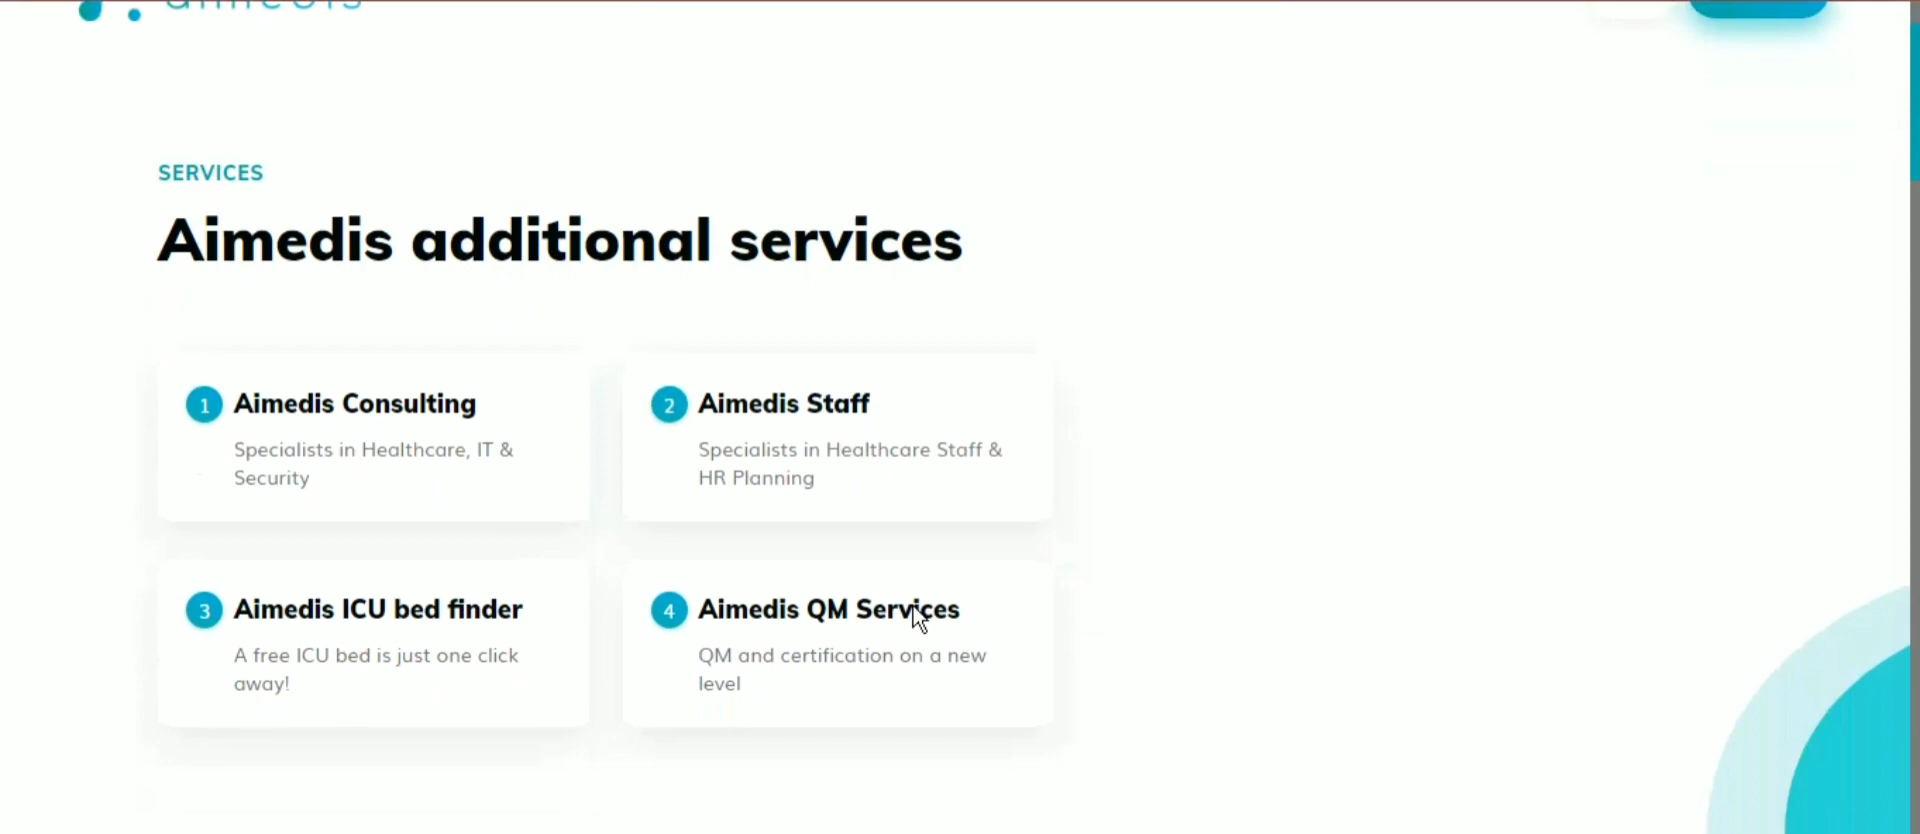 SERVICES
Aimedis additional services
1 Aimedis Consulting
Specialists in Healthcare, IT &
Security
2 Aimedis Staff
Specialists in Healthcare Staff &
HR Planning
3 Aimedis ICU bed finder
A free ICU bed is just one click
away!
4 Aimedis QM Services
QM and certification on a new
level